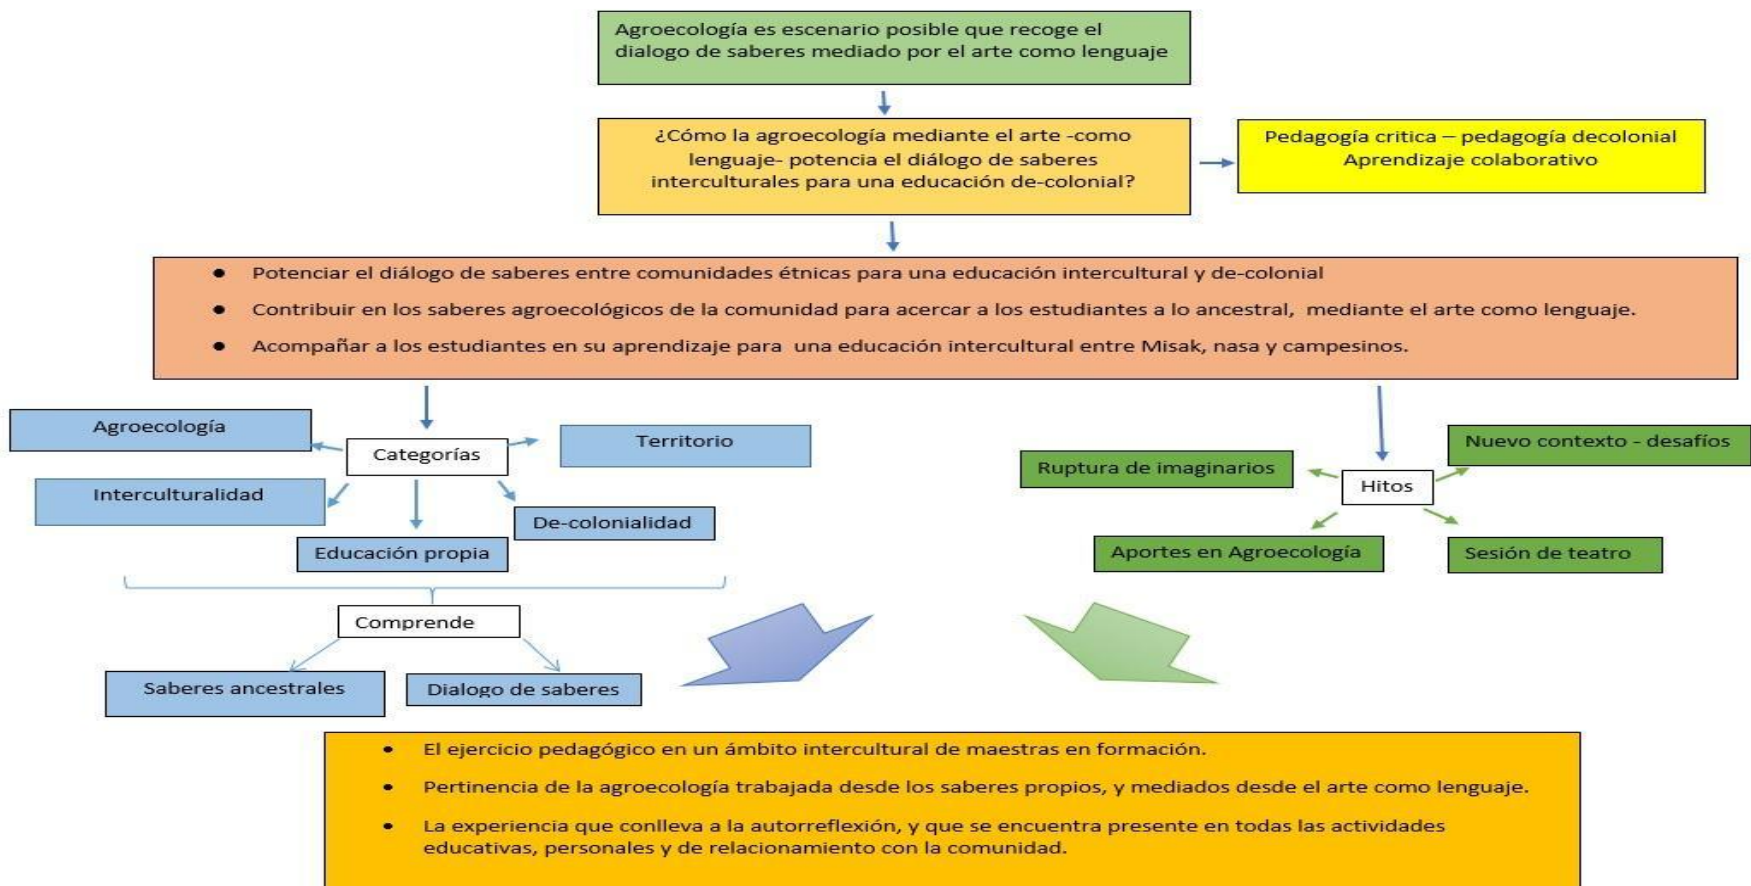 Agroecología es escenario posible que recoge el
dialogo de saberes mediado por el arte como lenguaje
¿Cómo la agroecología mediante el arte -como
lenguaje- potencia el diálogo de saberes
interculturales para una educación de-colonial?
Pedagogía critica – pedagogía decolonial
Aprendizaje colaborativo
● Potenciar el diálogo de saberes entre comunidades étnicas para una educación intercultural y de-colonial
● Contribuir en los saberes agroecológicos de la comunidad para acercar a los estudiantes a lo ancestral, mediante el arte como lenguaje.
● Acompañar a los estudiantes en su aprendizaje para una educación intercultural entre Misak, nasa y campesinos.
Agroecología
Categorías
Territorio
Interculturalidad
De-colonialidad
Educación propia
Comprende
Saberes ancestrales
Dialogo de saberes
Ruptura de imaginarios
Nuevo contexto - desafíos
Hitos
Aportes en Agroecología
Sesión de teatro
● El ejercicio pedagógico en un ámbito intercultural de maestras en formación.
● Pertinencia de la agroecología trabajada desde los saberes propios, y mediados desde el arte como lenguaje.
● La experiencia que conlleva a la autorreflexión, y que se encuentra presente en todas las actividades
educativas, personales y de relacionamiento con la comunidad.